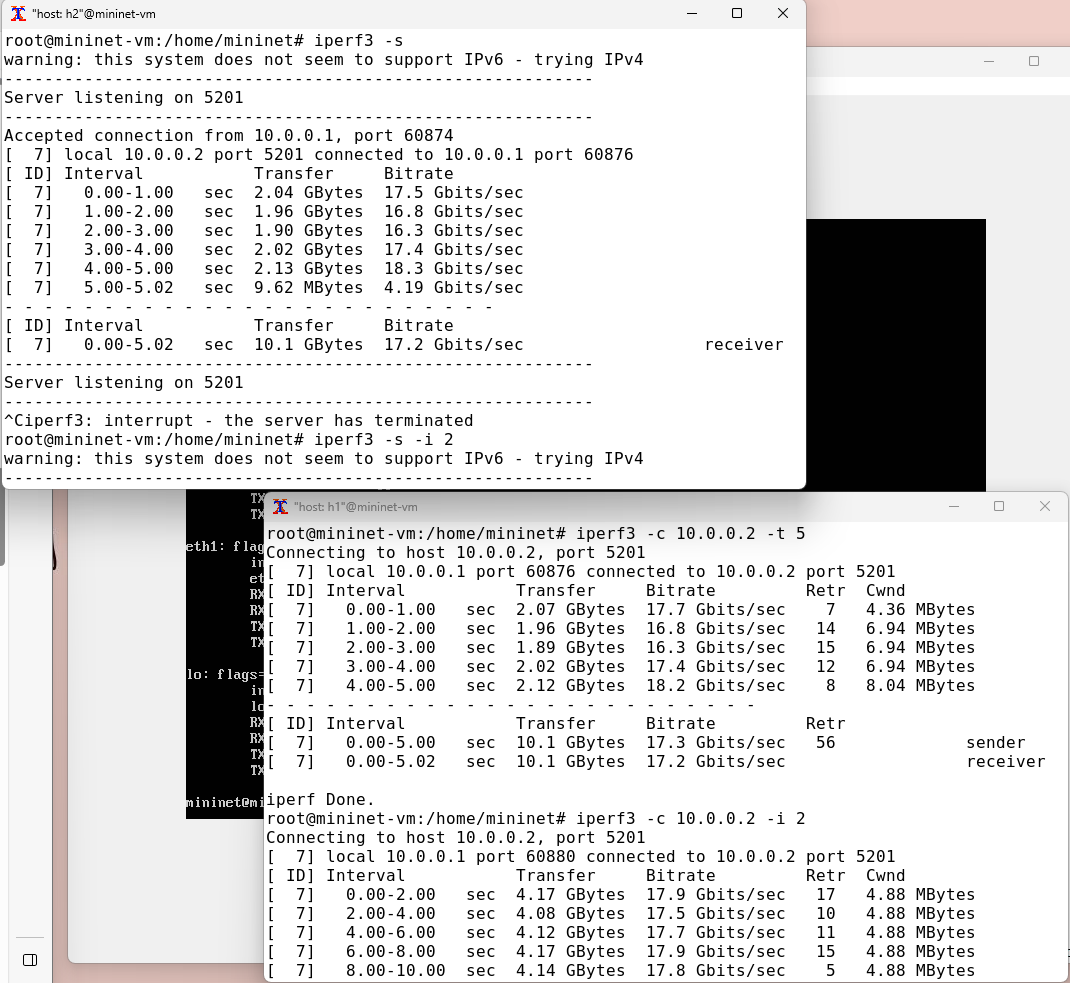 "host: h2"@mininet-vm
root@mininet-vm:/home/mininet# iperf3 -s
warning: this system does not seem to support IPv6 - trying IPv4
-----------------------------------------------------------
Server listening on 5201
-----------------------------------------------------------
Accepted connection from 10.0.0.1, port 60874
[  7] local 10.0.0.2 port 5201 connected to 10.0.0.1 port 60876
[ ID] Interval           Transfer     Bitrate
[  7]   0.00-1.00   sec  2.04 GBytes  17.5 Gbits/sec
[  7]   1.00-2.00   sec  1.96 GBytes  16.8 Gbits/sec
[  7]   2.00-3.00   sec  1.90 GBytes  16.3 Gbits/sec
[  7]   3.00-4.00   sec  2.02 GBytes  17.4 Gbits/sec
[  7]   4.00-5.00   sec  2.13 GBytes  18.3 Gbits/sec
[  7]   5.00-5.02   sec  9.62 MBytes  4.19 Gbits/sec
- - - - - - - - - - - - - - - - - - - - - - - - -
[ ID] Interval           Transfer     Bitrate
[  7]   0.00-5.02   sec  10.1 GBytes  17.2 Gbits/sec                  receiver
-----------------------------------------------------------
Server listening on 5201
-----------------------------------------------------------
^Ciperf3: interrupt - the server has terminated
root@mininet-vm:/home/mininet# iperf3 -s -i 2
warning: this system does not seem to support IPv6 - trying IPv4
-----------------------------------------------------------
TX
TX
eth1: flag
in
et
RX
RX
TX
TX
lo: flags=
in
lo
RX
RX
TX
TX
mininet@mi
"host: h1"@mininet-vm
root@mininet-vm:/home/mininet# iperf3 -c 10.0.0.2 -t 5
Connecting to host 10.0.0.2, port 5201
[  7] local 10.0.0.1 port 60876 connected to 10.0.0.2 port 5201
[ ID] Interval           Transfer     Bitrate         Retr  Cwnd
[  7]   0.00-1.00   sec  2.07 GBytes  17.7 Gbits/sec    7   4.36 MBytes
[  7]   1.00-2.00   sec  1.96 GBytes  16.8 Gbits/sec   14   6.94 MBytes
[  7]   2.00-3.00   sec  1.89 GBytes  16.3 Gbits/sec   15   6.94 MBytes
[  7]   3.00-4.00   sec  2.02 GBytes  17.4 Gbits/sec   12   6.94 MBytes
[  7]   4.00-5.00   sec  2.12 GBytes  18.2 Gbits/sec    8   8.04 MBytes
- - - - - - - - - - - - - - - - - - - - - - - - -
[ ID] Interval           Transfer     Bitrate         Retr
[  7]   0.00-5.00   sec  10.1 GBytes  17.3 Gbits/sec   56             sender
[  7]   0.00-5.02   sec  10.1 GBytes  17.2 Gbits/sec                  receiver
iperf Done.
root@mininet-vm:/home/mininet# iperf3 -c 10.0.0.2 -i 2
Connecting to host 10.0.0.2, port 5201
[  7] local 10.0.0.1 port 60880 connected to 10.0.0.2 port 5201
[ ID] Interval           Transfer     Bitrate         Retr  Cwnd
[  7]   0.00-2.00   sec  4.17 GBytes  17.9 Gbits/sec   17   4.88 MBytes
[  7]   2.00-4.00   sec  4.08 GBytes  17.5 Gbits/sec   10   4.88 MBytes
[  7]   4.00-6.00   sec  4.12 GBytes  17.7 Gbits/sec   11   4.88 MBytes
[  7]   6.00-8.00   sec  4.17 GBytes  17.9 Gbits/sec   15   4.88 MBytes
[  7]   8.00-10.00  sec  4.14 GBytes  17.8 Gbits/sec    5   4.88 MBytes